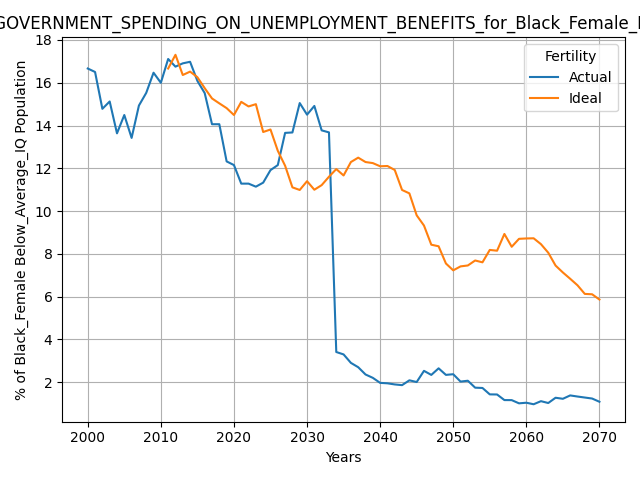 GOVERNMENT_SPENDING_ON_UNEMPLOYMENT_BENEFITS_for_Black_Female_
Fertility
Actual
Ideal
% of Black_Female Below_Average_IQ Population
18
16
14
12
10
8
6
4
2
2000 2010 2020 2030 2040 2050 2060 2070
Years